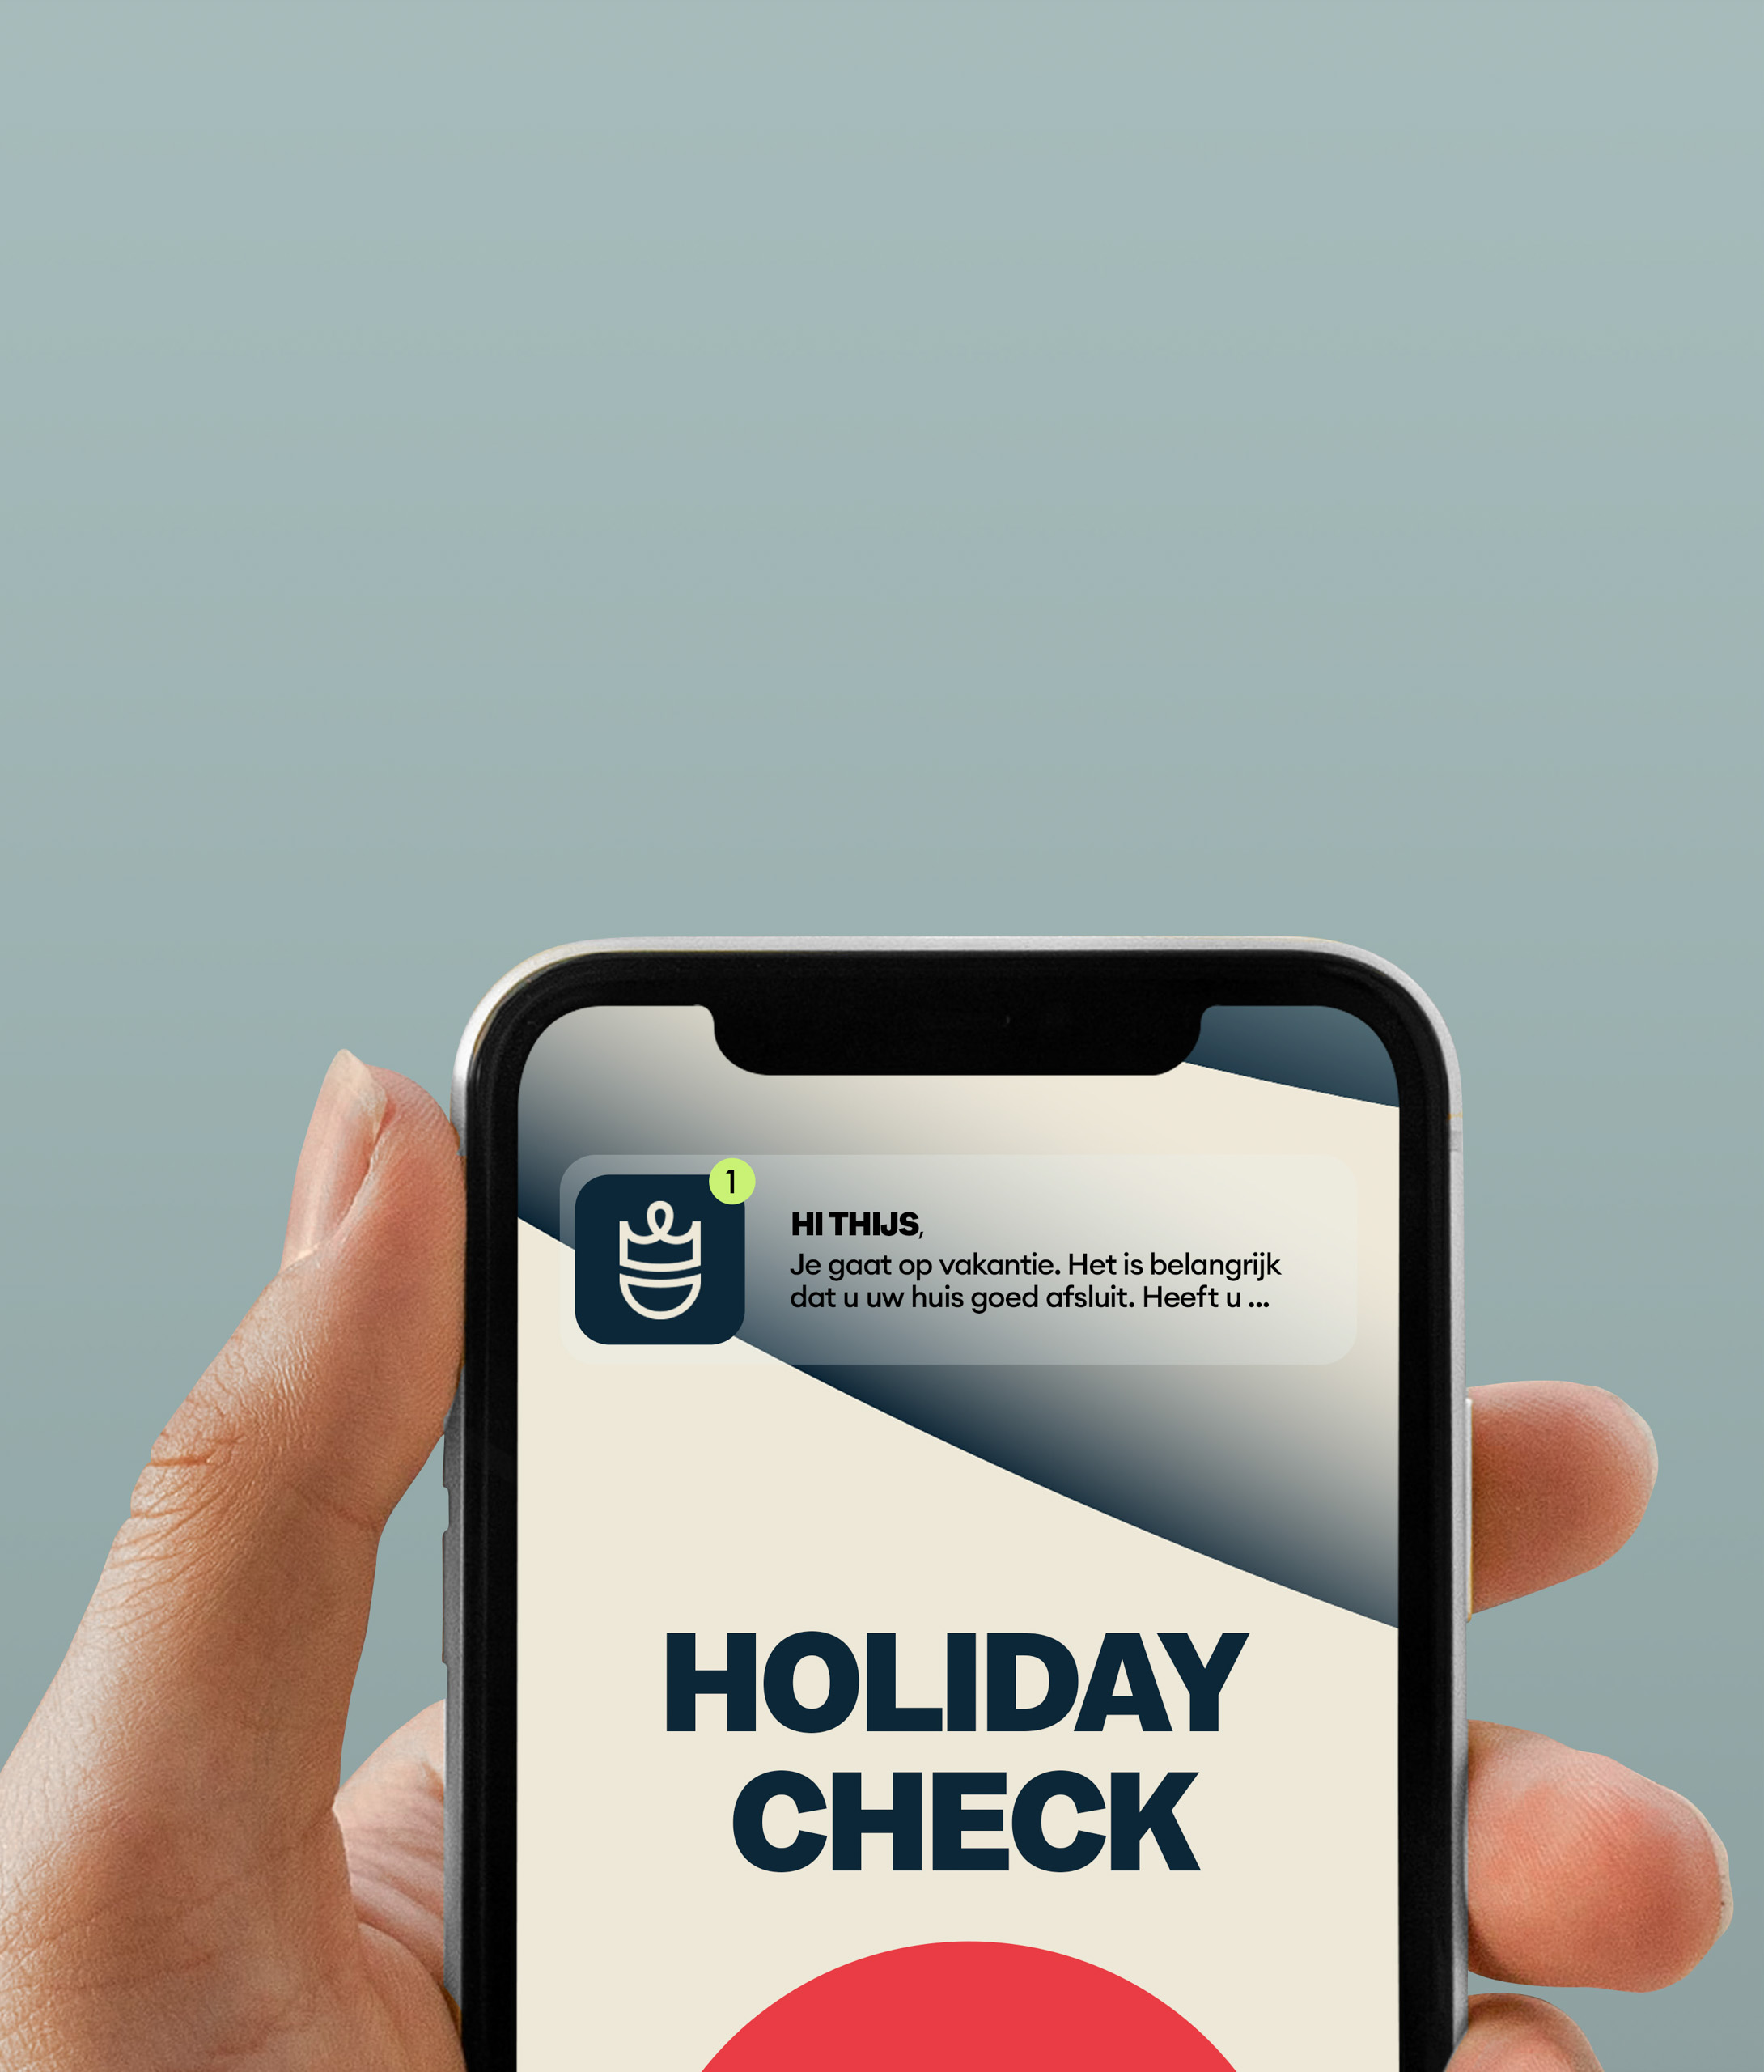 1
HI THIJS,
Je gaat op vakantie. Het is belangrijk
dat u uw huis goed afsluit. Heeft u ...
HOLIDAY
CHECK